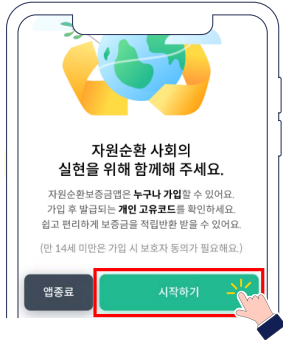 자원순환 사회의
실현을 위해 함께해 주세요.
자원순환보증금앱은 누구나 가입할 수 있어요.
가입 후 발급되는 개인 고유코드를 확인하세요.
쉽고 편리하게 보증금을 적립반환 받을 수 있어요.
(만 14세 미만은 가입 시 보호자 동의가 필요해요.)
앱종료
시작하기